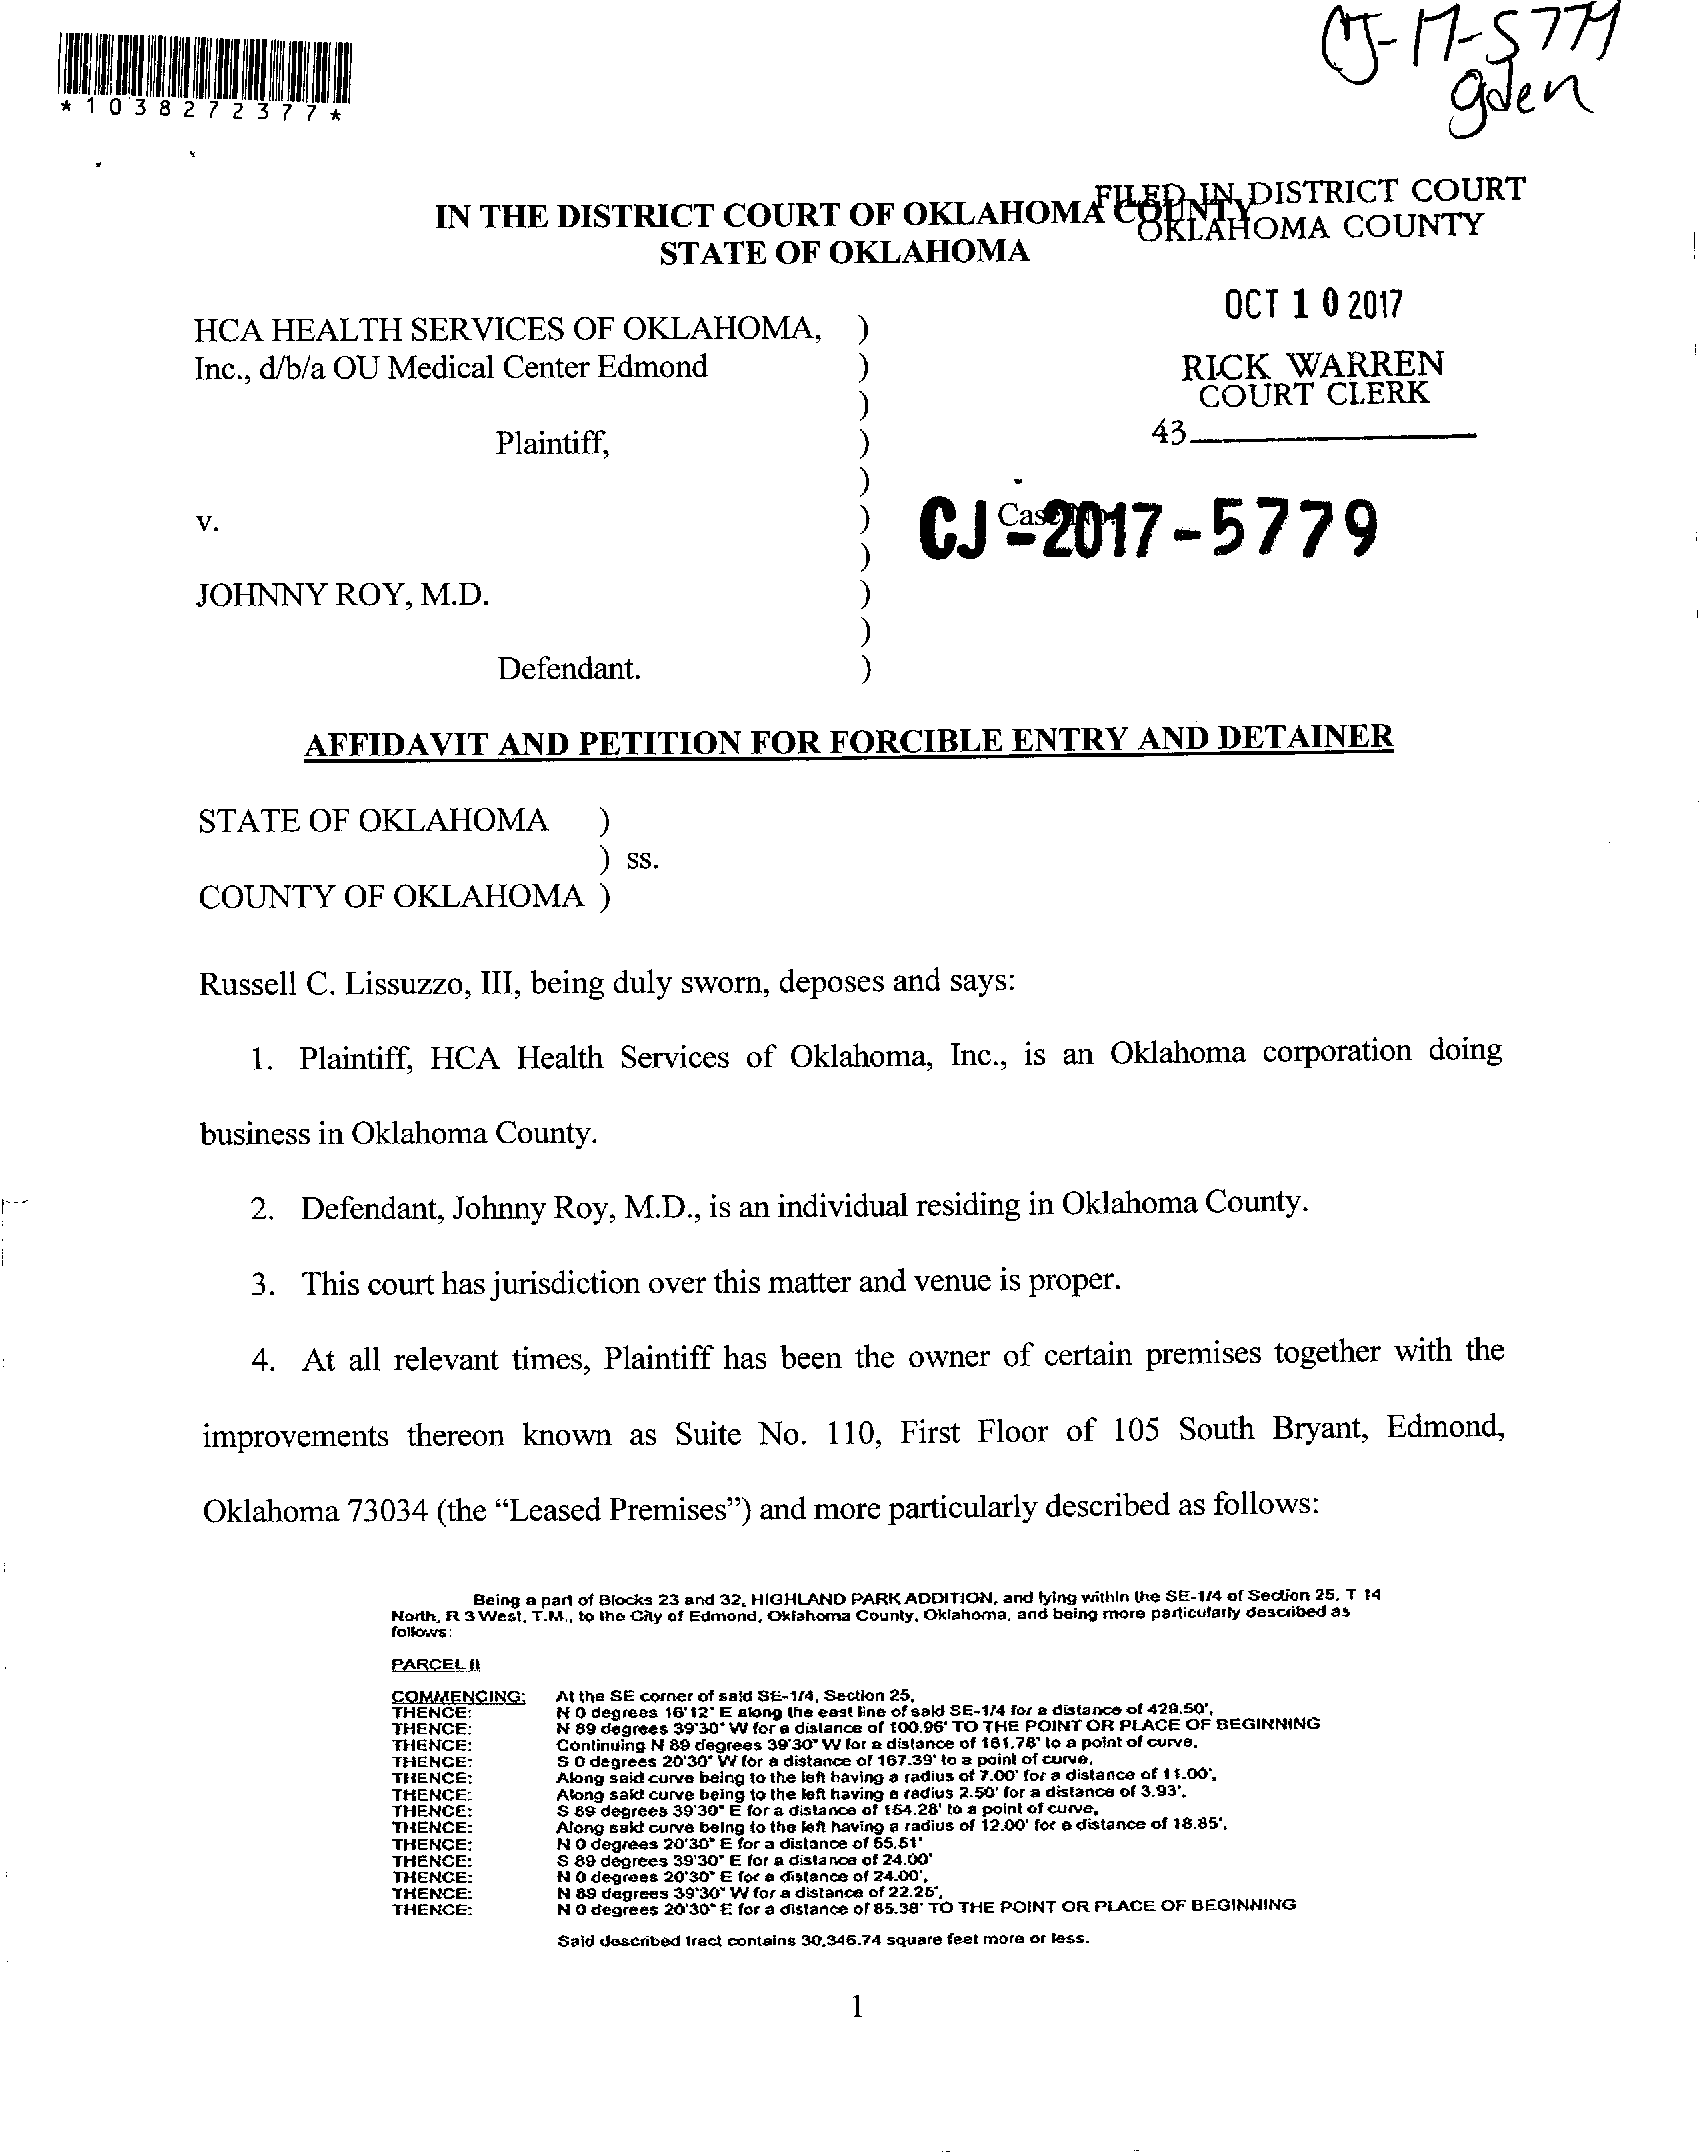 CJ-17-5779
gden
*1038272377*
FILED IN DISTRICT COURT
OKLAHOMA COUNTY
IN THE DISTRICT COURT OF OKLAHOMA COUNTY
STATE OF OKLAHOMA
OCT 10 2017
RICK WARREN
COURT CLERK
43
HCA HEALTH SERVICES OF OKLAHOMA, )
Inc., d/b/a OU Medical Center Edmond )
)
Plaintiff, )
)
v. ) Case No.
CJ-2017-5779
)
JOHNNY ROY, M.D. )
)
Defendant. )
AFFIDAVIT AND PETITION FOR FORCIBLE ENTRY AND DETAINER
STATE OF OKLAHOMA )
) ss.
COUNTY OF OKLAHOMA )
Russell C. Lissuzzo, III, being duly sworn, deposes and says:
1. Plaintiff, HCA Health Services of Oklahoma, Inc., is an Oklahoma corporation doing
business in Oklahoma County.
2. Defendant, Johnny Roy, M.D., is an individual residing in Oklahoma County.
3. This court has jurisdiction over this matter and venue is proper.
4. At all relevant times, Plaintiff has been the owner of certain premises together with the
improvements thereon known as Suite No. 110, First Floor of 105 South Bryant, Edmond,
Oklahoma 73034 (the “Leased Premises”) and more particularly described as follows:
Being a part of Blocks 23 and 32, HIGHLAND PARK ADDITION, and lying within the SE-1/4 of Section 25, T 14
North, R 3 West, T.M., to the City of Edmond, Oklahoma County, Oklahoma, and being more particularly described as
follows:
PARCEL II
COMMENCING: At the SE corner of said SE-1/4, Section 25,
THENCE: N 0 degrees 16'12" E along the east line of said SE-1/4 for a distance of 429.50',
THENCE: N 89 degrees 39'30" W for a distance of 100.96' TO THE POINT OR PLACE OF BEGINNING
THENCE: Continuing N 89 degrees 39'30" W for a distance of 161.78' to a point of curve,
THENCE: S 0 degrees 20'30" W for a distance of 167.39' to a point of curve,
THENCE: Along said curve being to the left having a radius of 7.00' for a distance of 11.00',
THENCE: Along said curve being to the left having a radius 2.50' for a distance of 3.93',
THENCE: S 89 degrees 39'30" E for a distance of 154.28' to a point of curve,
THENCE: Along said curve being to the left having a radius of 12.00' for a distance of 18.85',
THENCE: N 0 degrees 20'30" E for a distance of 55.51'
THENCE: S 89 degrees 39'30" E for a distance of 24.00'
THENCE: N 0 degrees 20'30" E for a distance of 24.00',
THENCE: N 89 degrees 39'30" W for a distance of 22.25',
THENCE: N 0 degrees 20'30" E for a distance of 85.38' TO THE POINT OR PLACE OF BEGINNING
Said described tract contains 30,346.74 square feet more or less.
1